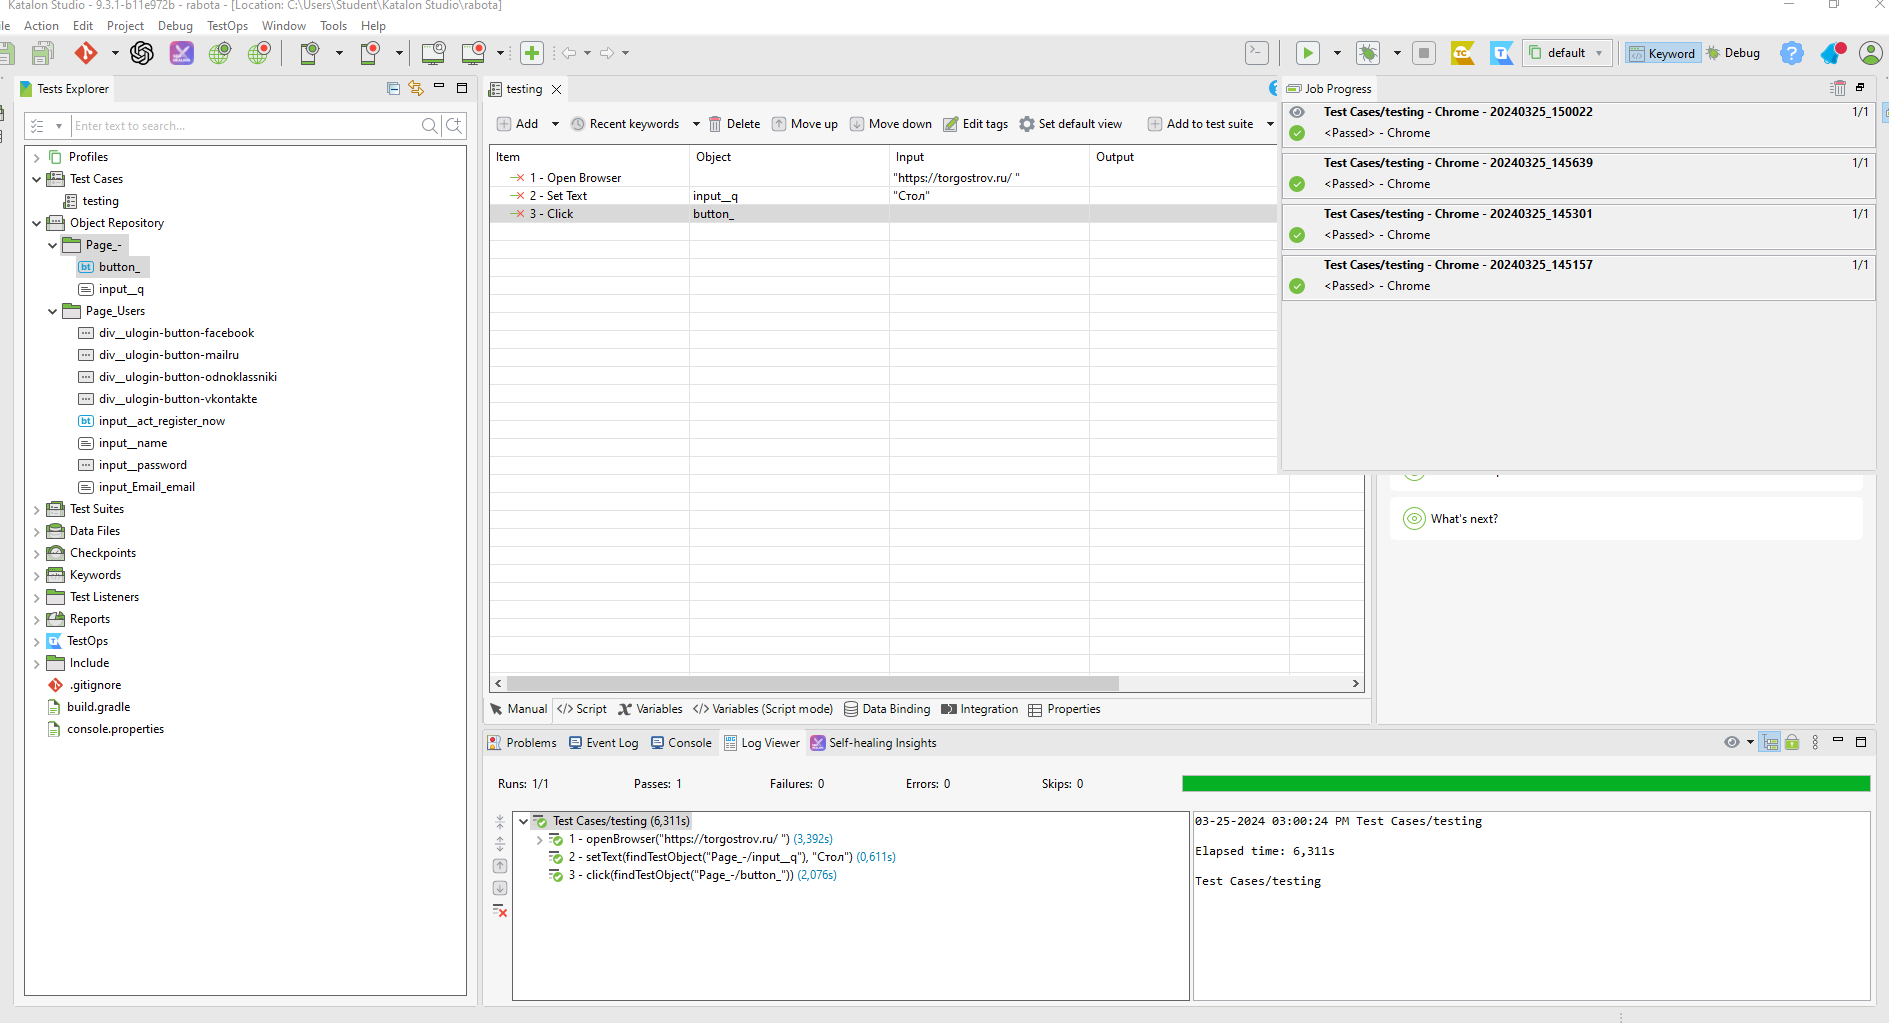 Katalon Studio - 9.3.1-b11e972b - rabota - [Location: C:\Users\Student\Katalon Studio\rabota]
ile Action Edit Project Debug TestOps Window Tools Help
default Keyword Debug
Tests Explorer
Enter text to search...
Profiles
Test Cases
testing
Object Repository
Page_-
bt button_
input__q
Page_Users
div__ulogin-button-facebook
div__ulogin-button-mailru
div__ulogin-button-odnoklassniki
div__ulogin-button-vkontakte
bt input__act_register_now
input__name
input__password
input_Email_email
Test Suites
Data Files
Checkpoints
Keywords
Test Listeners
Reports
TestOps
Include
.gitignore
build.gradle
console.properties
testing
Add Recent keywords Delete Move up Move down Edit tags Set default view Add to test suite
Item Object Input Output
1 - Open Browser "https://torgostrov.ru/ "
2 - Set Text input__q "Стол"
3 - Click button_
Manual </> Script Variables </> Variables (Script mode) Data Binding Integration Properties
Job Progress
Test Cases/testing - Chrome - 20240325_150022 1/1
<Passed> - Chrome
Test Cases/testing - Chrome - 20240325_145639 1/1
<Passed> - Chrome
Test Cases/testing - Chrome - 20240325_145301 1/1
<Passed> - Chrome
Test Cases/testing - Chrome - 20240325_145157 1/1
<Passed> - Chrome
What's next?
Problems Event Log Console Log Viewer Self-healing Insights
Runs: 1/1 Passes: 1 Failures: 0 Errors: 0 Skips: 0
Test Cases/testing (6,311s)
1 - openBrowser("https://torgostrov.ru/ ") (3,392s)
2 - setText(findTestObject("Page_-/input__q"), "Стол") (0,611s)
3 - click(findTestObject("Page_-/button_")) (2,076s)
03-25-2024 03:00:24 PM Test Cases/testing
Elapsed time: 6,311s
Test Cases/testing